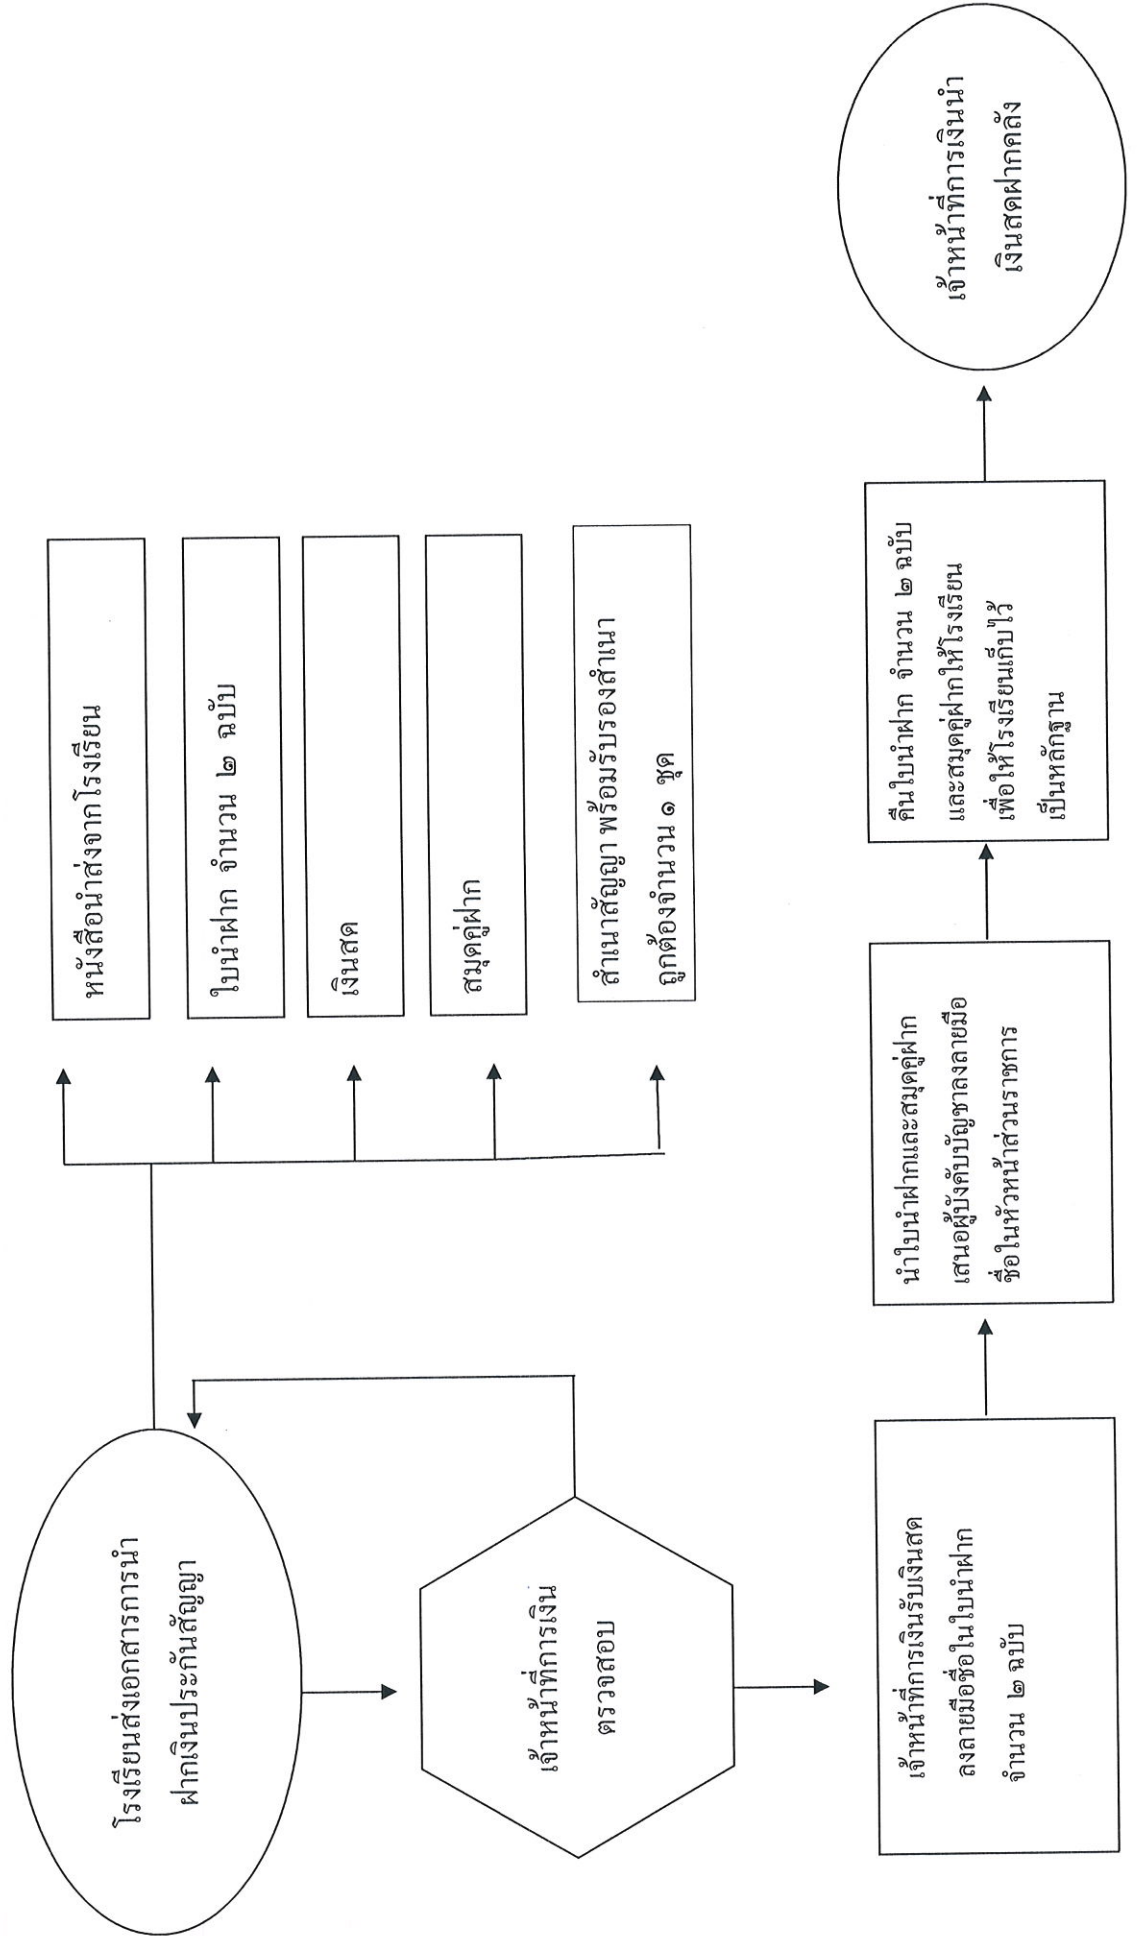 โรงเรียนส่งเอกสารการนำ
ฝากเงินประกันสัญญา
หนังสือนำส่งจากโรงเรียน
ใบนำฝาก จำนวน ๒ ฉบับ
เงินสด
สมุดคู่ฝาก
สำเนาสัญญา พร้อมรับรองสำเนา
ถูกต้องจำนวน ๑ ชุด
เจ้าหน้าที่การเงิน
ตรวจสอบ
เจ้าหน้าที่การเงินรับเงินสด
ลงลายมือชื่อในใบนำฝาก
จำนวน ๒ ฉบับ
นำใบนำฝากและสมุดคู่ฝาก
เสนอผู้บังคับบัญชาลงลายมือ
ชื่อในหัวหน้าส่วนราชการ
คืนใบนำฝาก จำนวน ๒ ฉบับ
และสมุดคู่ฝากให้โรงเรียน
เพื่อให้โรงเรียนเก็บไว้
เป็นหลักฐาน
เจ้าหน้าที่การเงินนำ
เงินสดฝากคลัง